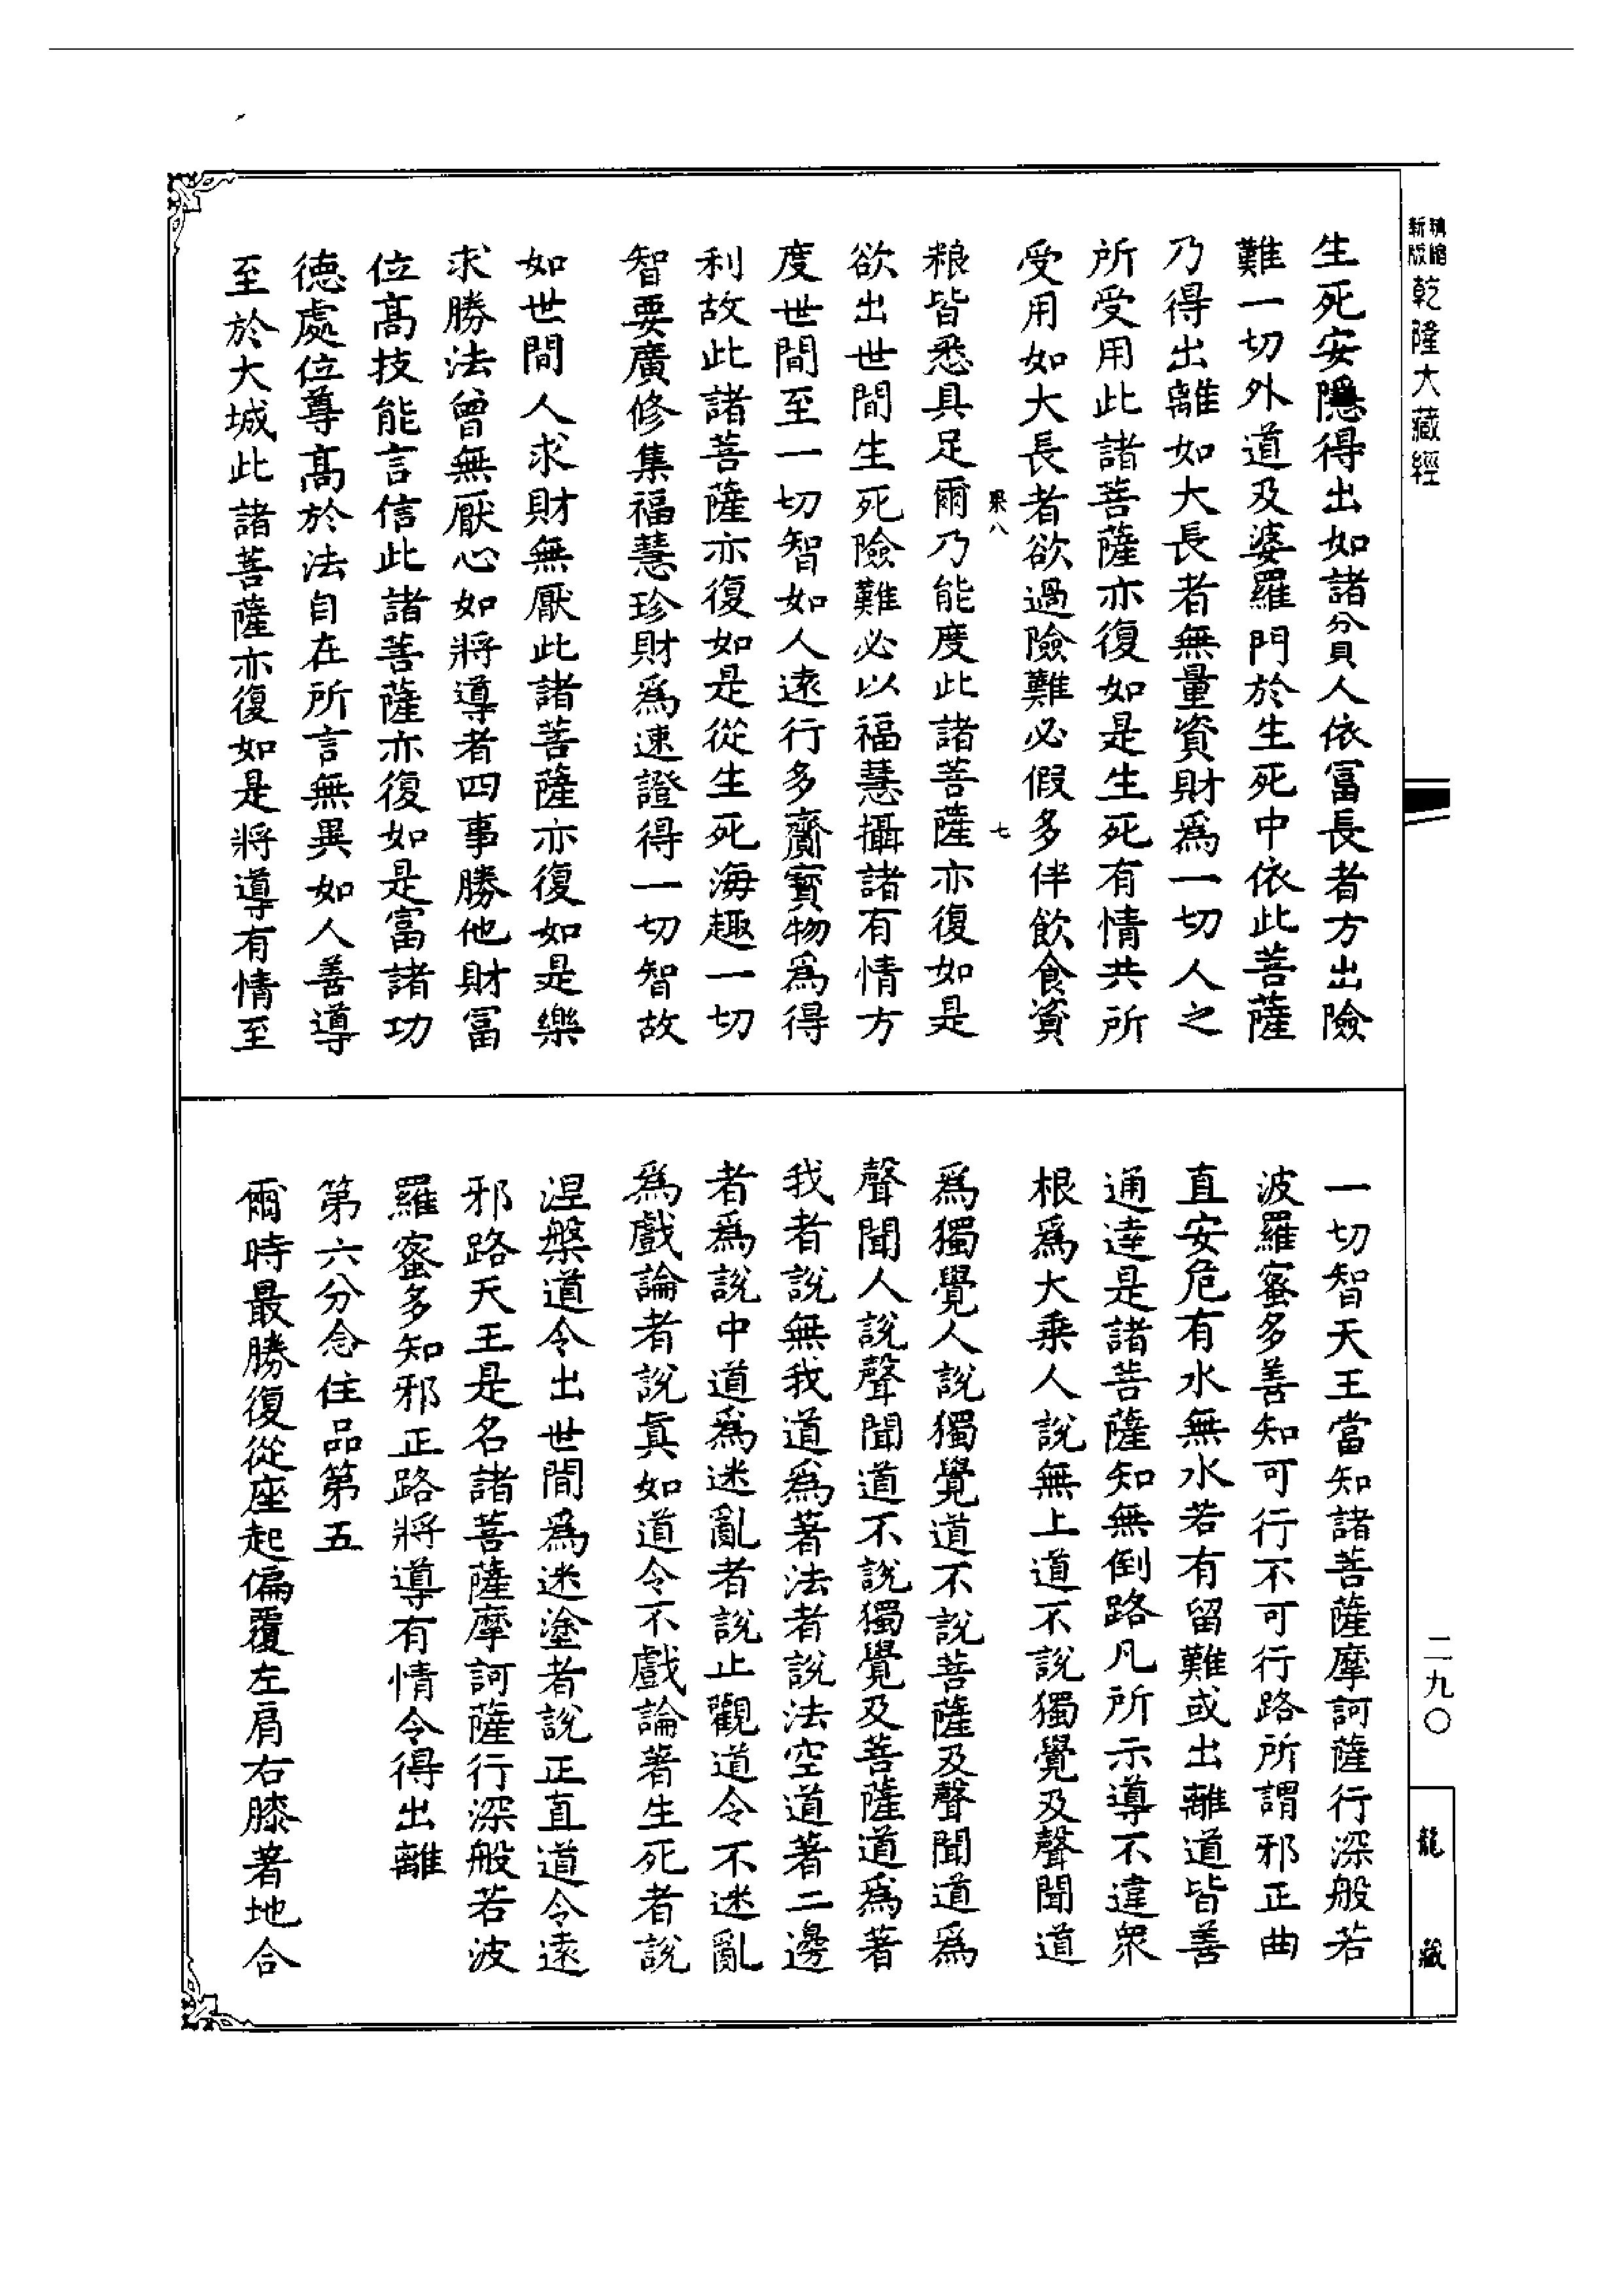 新版
精縮
乾隆大藏經
生死安隱得出如諸貧人依冨長者方出險
難一切外道及婆羅門於生死中依此菩薩
乃得出離如大長者無量資財爲一切人之
所受用此諸菩薩亦復如是生死有情共所
受用如大長者欲過險難必假多伴飲食資
粮皆悉具足爾乃能度此諸菩薩亦復如是
欲出世間生死險難必以福慧攝諸有情方
度世間至一切智如人遠行多齎寳物爲得
利故此諸菩薩亦復如是從生死海趣一切
智要廣修集福慧珍財爲速證得一切智故
如世間人求財無厭此諸菩薩亦復如是樂
求勝法曾無厭心如將導者四事勝他財冨
位髙技能言信此諸菩薩亦復如是富諸功
德處位尊髙於法自在所言無異如人善導
至於大城此諸菩薩亦復如是將導有情至
七
一切智天王當知諸菩薩摩訶薩行深般若
波羅蜜多善知可行不可行路所謂邪正曲
直安危有水無水若有留難或出離道皆善
通達是諸菩薩知無倒路凡所示導不違衆
根爲大乗人說無上道不說獨覺及聲聞道
爲獨覺人說獨覺道不說菩薩及聲聞道爲
聲聞人說聲聞道不說獨覺及菩薩道爲著
我者說無我道爲著法者說法空道著二邊
者爲說中道爲迷亂者說止觀道令不迷亂
爲戲論者說真如道令不戲論著生死者說
涅槃道令出世間爲迷塗者說正直道令遠
邪路天王是名諸菩薩摩訶薩行深般若波
羅蜜多知邪正路將導有情令得出離
第六分念住品第五
爾時最勝復從座起偏覆左肩右膝著地合
二九〇
龍藏